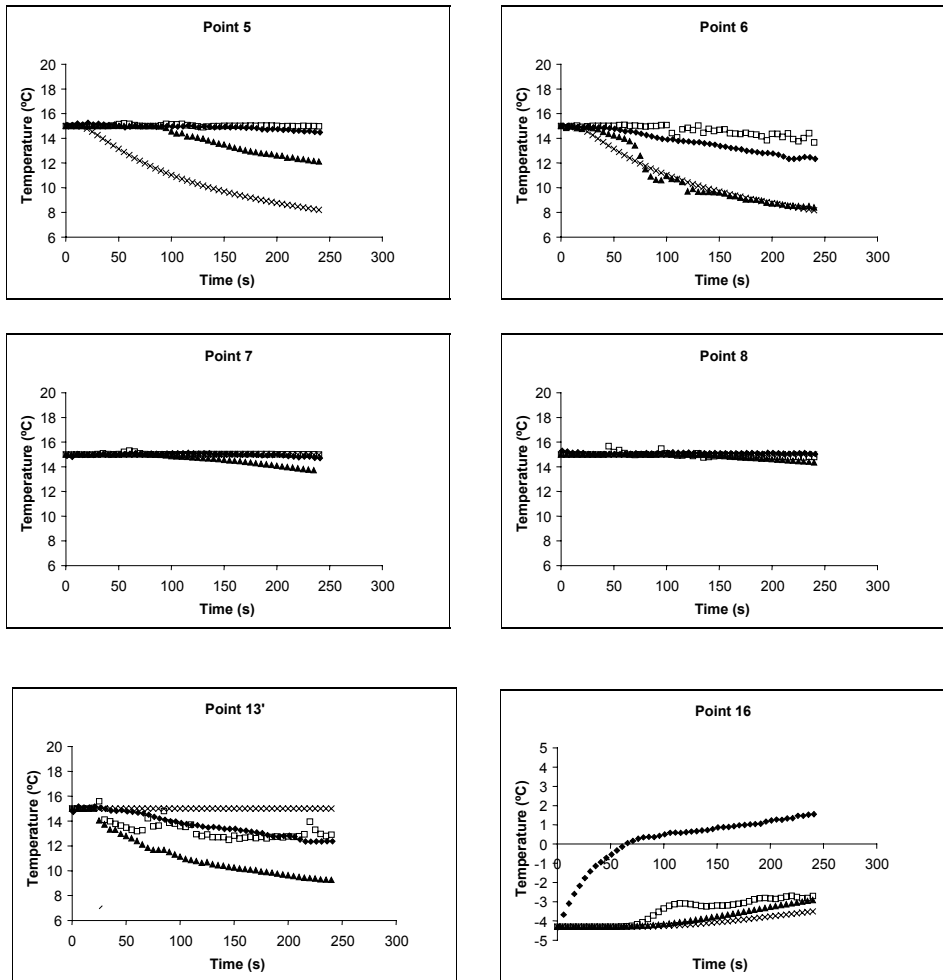 Point 5
20
18
16
14
12
10
8
6
Temperature (ºC)
0 50 100 150 200 250 300
Time (s)
Point 6
20
18
16
14
12
10
8
6
Temperature (ºC)
0 50 100 150 200 250 300
Time (s)
Point 7
20
18
16
14
12
10
8
6
Temperature (ºC)
0 50 100 150 200 250 300
Time (s)
Point 8
20
18
16
14
12
10
8
6
Temperature (ºC)
0 50 100 150 200 250 300
Time (s)
Point 13'
20
18
16
14
12
10
8
6
Temperature (ºC)
0 50 100 150 200 250 300
Time (s)
Point 16
5
4
3
2
1
0
-1
-2
-3
-4
-5
Temperature (ºC)
0 50 100 150 200 250 300
Time (s)